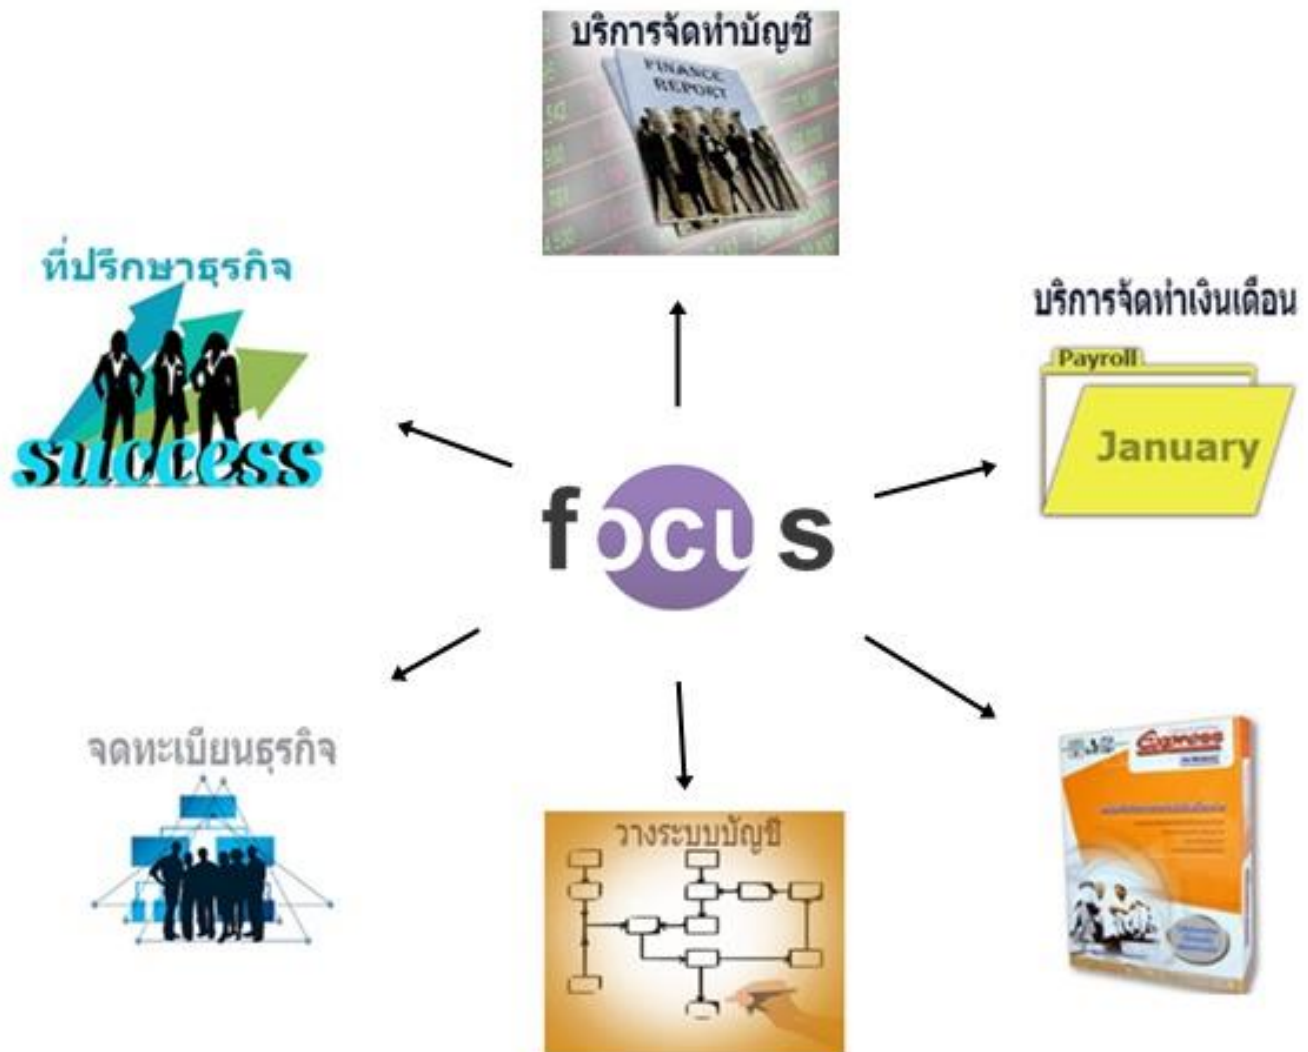 บริการจัดทำบัญชี
FINANCE
REPORT
ที่ปรึกษาธุรกิจ
success
บริการจัดทำเงินเดือน
Payroll
January
focus
จดทะเบียนธุรกิจ
วางระบบบัญชี
Express